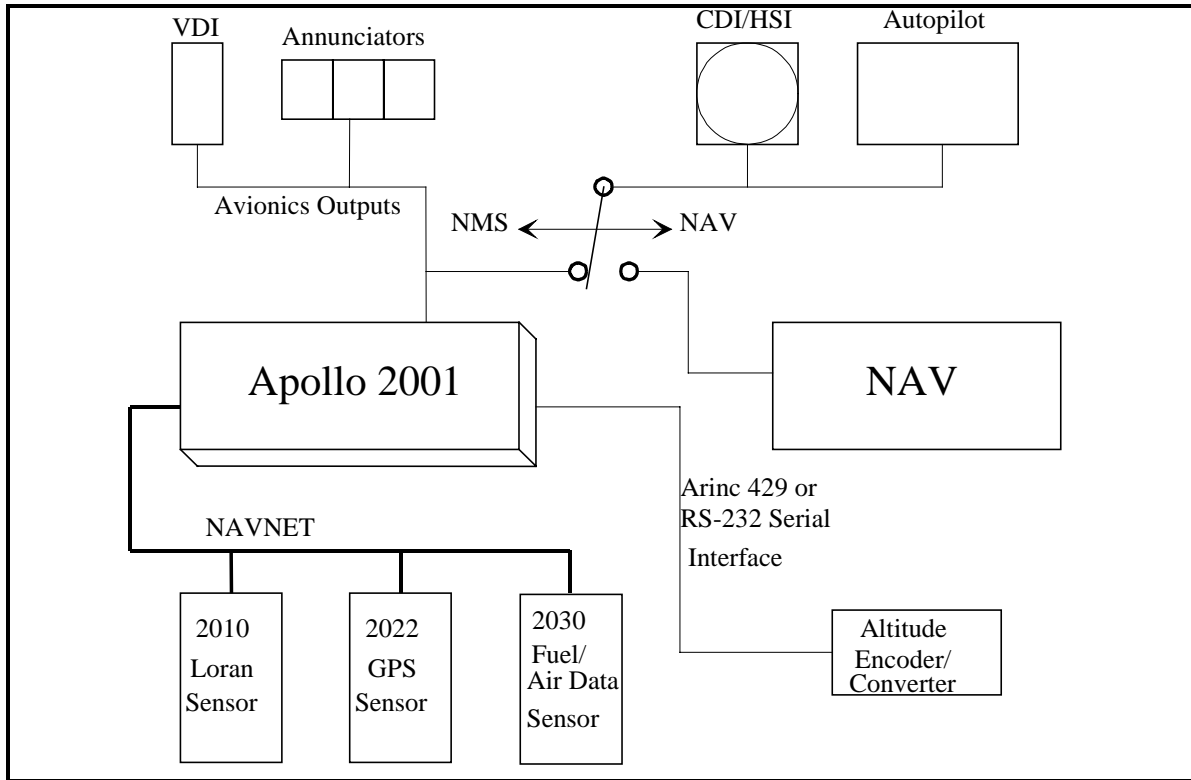 VDI
Annunciators
CDI/HSI
Autopilot
Avionics Outputs
NMS
NAV
Apollo 2001
NAV
Arinc 429 or
RS-232 Serial
Interface
NAVNET
2010
Loran
Sensor
2022
GPS
Sensor
2030
Fuel/
Air Data
Sensor
Altitude
Encoder/
Converter